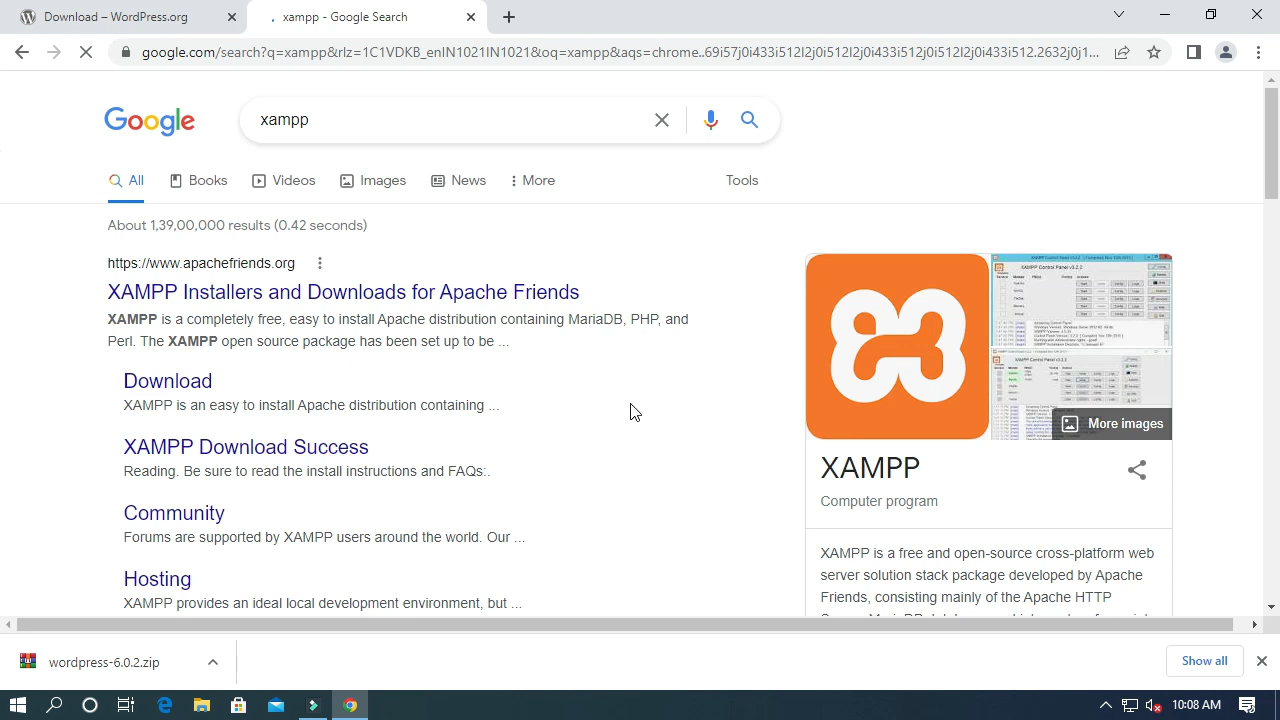 Download – WordPress.org
xampp - Google Search
google.com/search?q=xampp&rlz=1C1VDKB_enIN1021IN1021&oq=xampp&aqs=chrome..69i57j0i433i512l2j0i512l2j0i433i512j0i512l2j0i433i512.2632j0j1...
Google
xampp
All
Books
Videos
Images
News
More
Tools
About 1,39,00,000 results (0.42 seconds)
https://www.apachefriends.org
XAMPP Installers and Downloads for Apache Friends
XAMPP is a completely free, easy to install Apache distribution containing MariaDB, PHP, and
Perl. The XAMPP open source package has been set up to be ...
Download
XAMPP is an easy to install Apache distribution containing ...
XAMPP Download Success
Reading. Be sure to read the install instructions and FAQs:.
Community
Forums are supported by XAMPP users around the world. Our ...
Hosting
XAMPP provides an ideal local development environment, but ...
More images
XAMPP
Computer program
XAMPP is a free and open-source cross-platform web
server solution stack package developed by Apache
Friends, consisting mainly of the Apache HTTP
wordpress-6.0.2.zip
Show all
10:08 AM